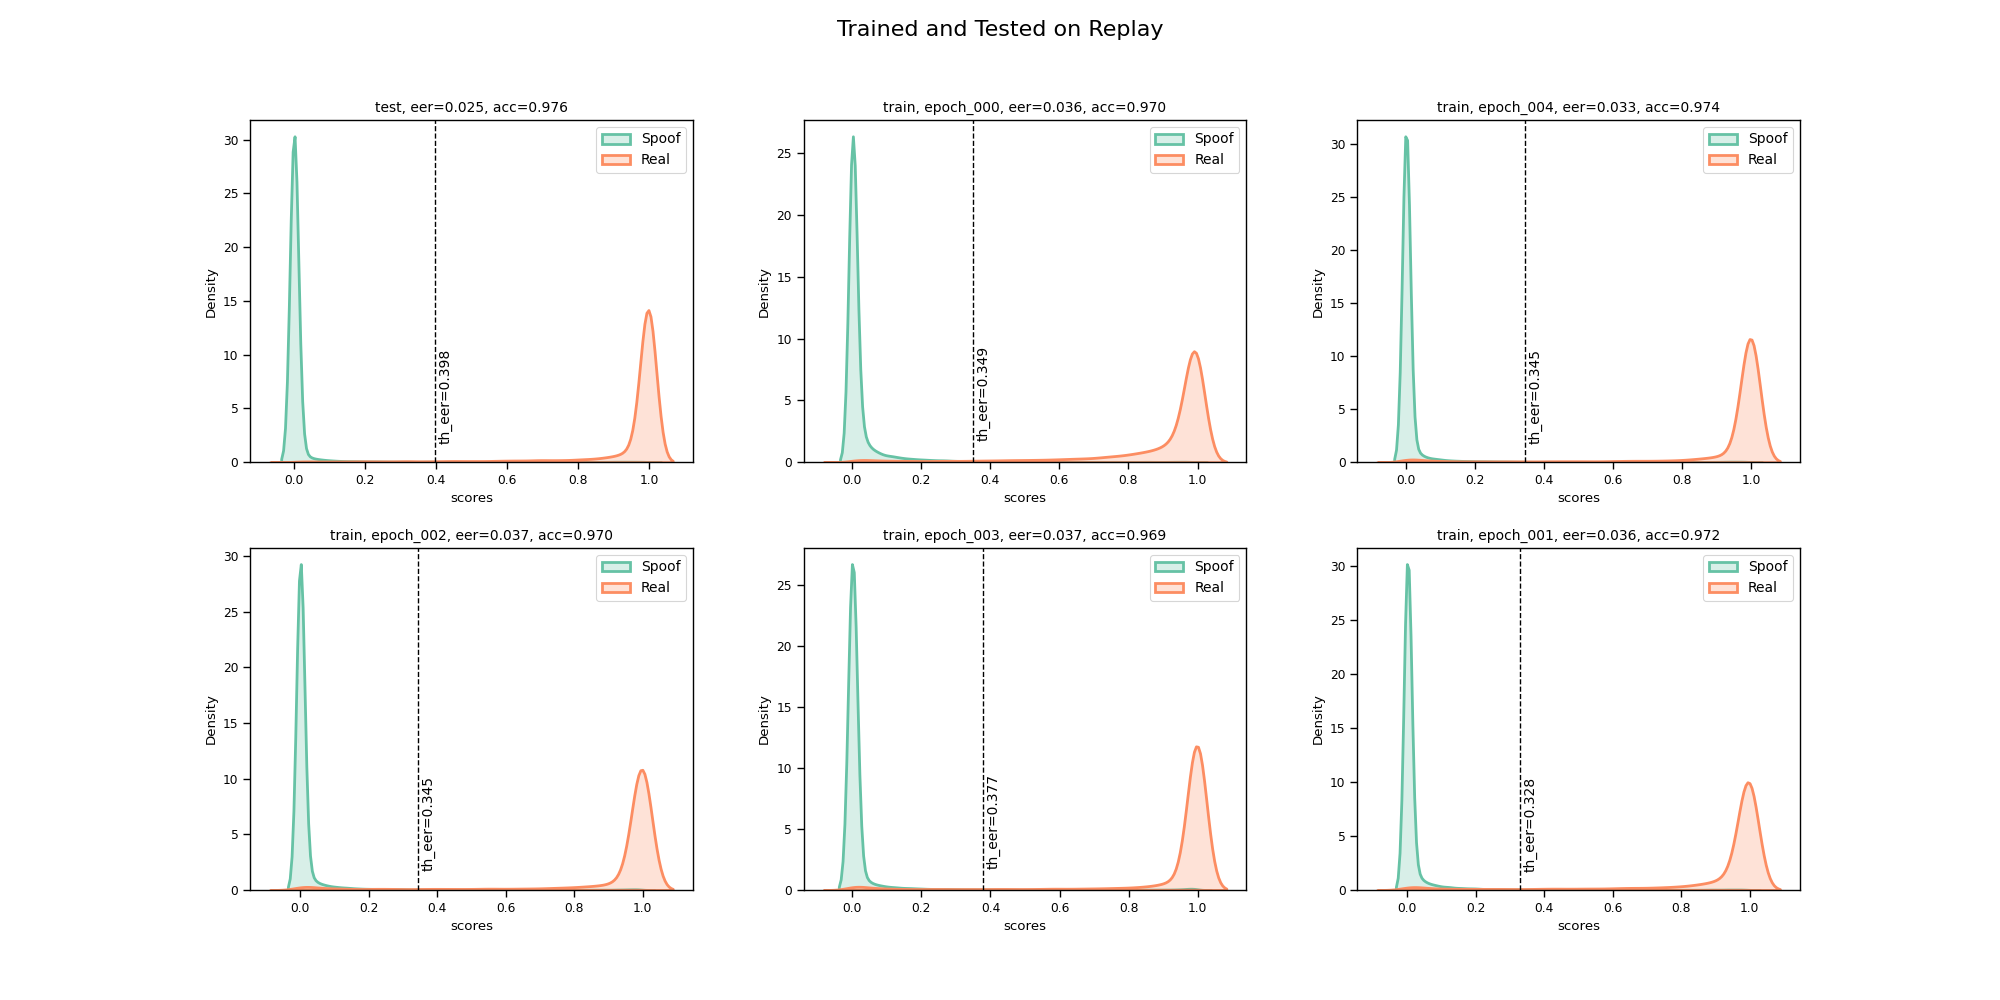 Trained and Tested on Replay
test, eer=0.025, acc=0.976
30
25
20
15
10
5
0
Density
th_eer=0.398
Spoof
Real
0.0 0.2 0.4 0.6 0.8 1.0
scores
train, epoch_000, eer=0.036, acc=0.970
25
20
15
10
5
0
Density
th_eer=0.349
Spoof
Real
0.0 0.2 0.4 0.6 0.8 1.0
scores
train, epoch_004, eer=0.033, acc=0.974
30
25
20
15
10
5
0
Density
th_eer=0.345
Spoof
Real
0.0 0.2 0.4 0.6 0.8 1.0
scores
train, epoch_002, eer=0.037, acc=0.970
30
25
20
15
10
5
0
Density
th_eer=0.345
Spoof
Real
0.0 0.2 0.4 0.6 0.8 1.0
scores
train, epoch_003, eer=0.037, acc=0.969
25
20
15
10
5
0
Density
th_eer=0.377
Spoof
Real
0.0 0.2 0.4 0.6 0.8 1.0
scores
train, epoch_001, eer=0.036, acc=0.972
30
25
20
15
10
5
0
Density
th_eer=0.328
Spoof
Real
0.0 0.2 0.4 0.6 0.8 1.0
scores